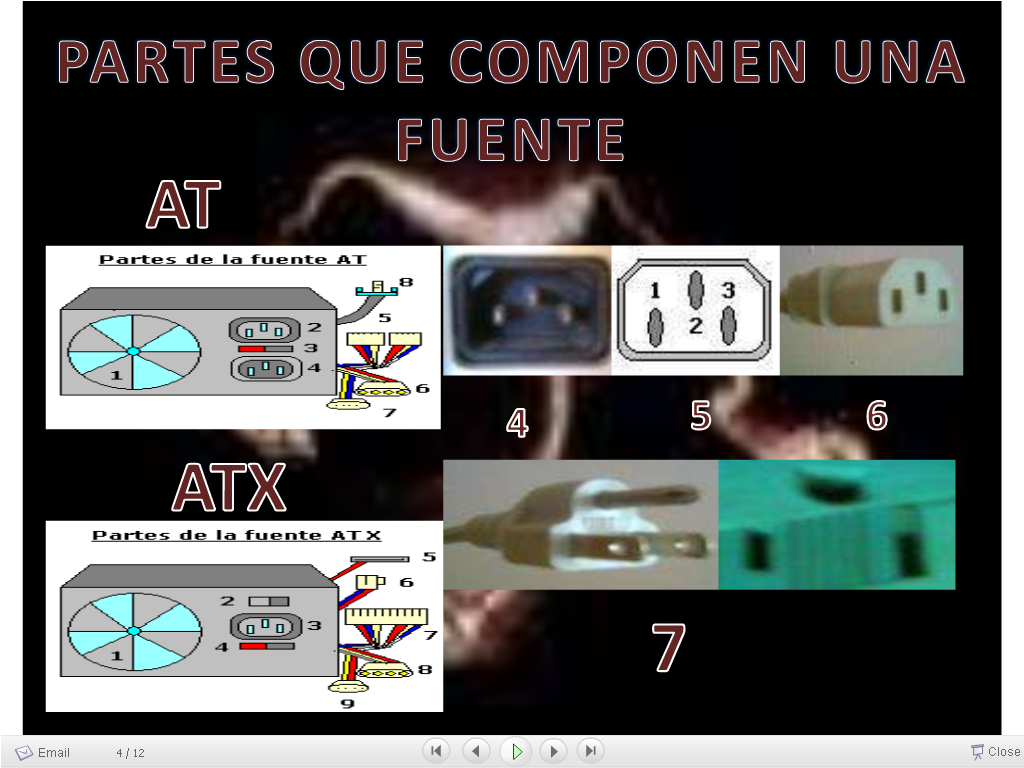 PARTES QUE COMPONEN UNA
FUENTE
AT
Partes de la fuente AT
8
5
2
3
4
1
6
7
1 3
2
4
5
6
ATX
Partes de la fuente ATX
5
6
2
3
7
4
1
8
9
7
Email
4 / 12
Close